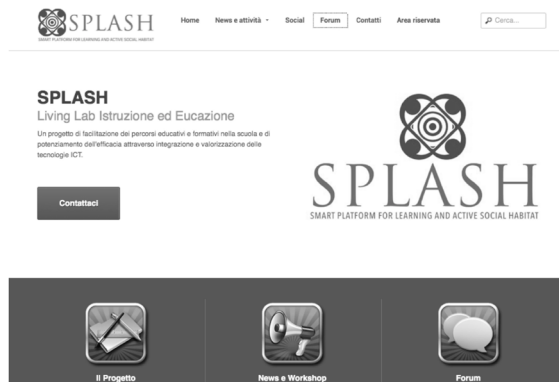 SPLASH
SMART PLATFORM FOR LEARNING AND ACTIVE SOCIAL HABITAT
Home News e attività Social Forum Contatti Area riservata
Cerca...
SPLASH
Living Lab Istruzione ed Eucazione
Un progetto di facilitazione dei percorsi educativi e formativi nella scuola e di
potenziamento dell'efficacia attraverso integrazione e valorizzazione delle
tecnologie ICT.
Contattaci
SPLASH
SMART PLATFORM FOR LEARNING AND ACTIVE SOCIAL HABITAT
Il Progetto
News e Workshop
Forum